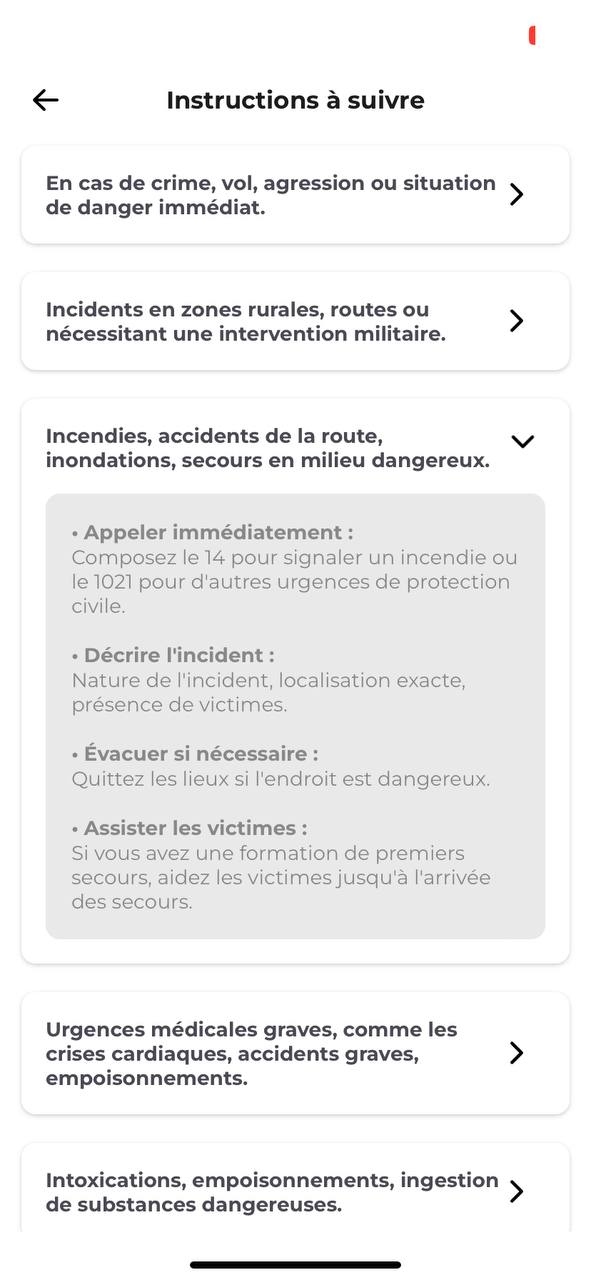 Instructions à suivre
En cas de crime, vol, agression ou situation
de danger immédiat.
Incidents en zones rurales, routes ou
nécessitant une intervention militaire.
Incendies, accidents de la route,
inondations, secours en milieu dangereux.
• Appeler immédiatement :
Composez le 14 pour signaler un incendie ou
le 1021 pour d'autres urgences de protection
civile.
• Décrire l'incident :
Nature de l'incident, localisation exacte,
présence de victimes.
• Évacuer si nécessaire :
Quittez les lieux si l'endroit est dangereux.
• Assister les victimes :
Si vous avez une formation de premiers
secours, aidez les victimes jusqu'à l'arrivée
des secours.
Urgences médicales graves, comme les
crises cardiaques, accidents graves,
empoisonnements.
Intoxications, empoisonnements, ingestion
de substances dangereuses.